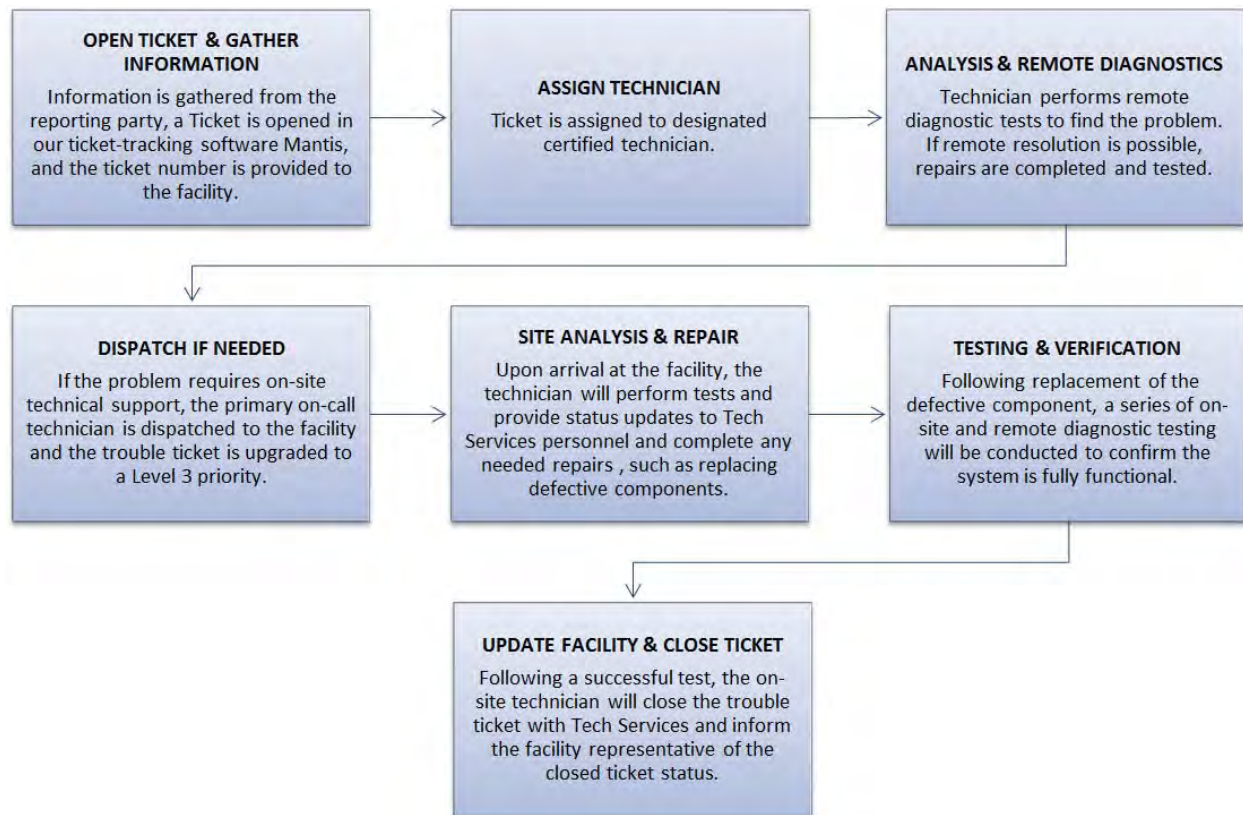 OPEN TICKET & GATHER
INFORMATION
Information is gathered from the
reporting party, a Ticket is opened in
our ticket-tracking software Mantis,
and the ticket number is provided to
the facility.
ASSIGN TECHNICIAN
Ticket is assigned to designated
certified technician.
ANALYSIS & REMOTE DIAGNOSTICS
Technician performs remote
diagnostic tests to find the problem.
If remote resolution is possible,
repairs are completed and tested.
DISPATCH IF NEEDED
If the problem requires on-site
technical support, the primary on-call
technician is dispatched to the facility
and the trouble ticket is upgraded to
a Level 3 priority.
SITE ANALYSIS & REPAIR
Upon arrival at the facility, the
technician will perform tests and
provide status updates to Tech
Services personnel and complete any
needed repairs , such as replacing
defective components.
TESTING & VERIFICATION
Following replacement of the
defective component, a series of on-
site and remote diagnostic testing
will be conducted to confirm the
system is fully functional.
UPDATE FACILITY & CLOSE TICKET
Following a successful test, the on-
site technician will close the trouble
ticket with Tech Services and inform
the facility representative of the
closed ticket status.